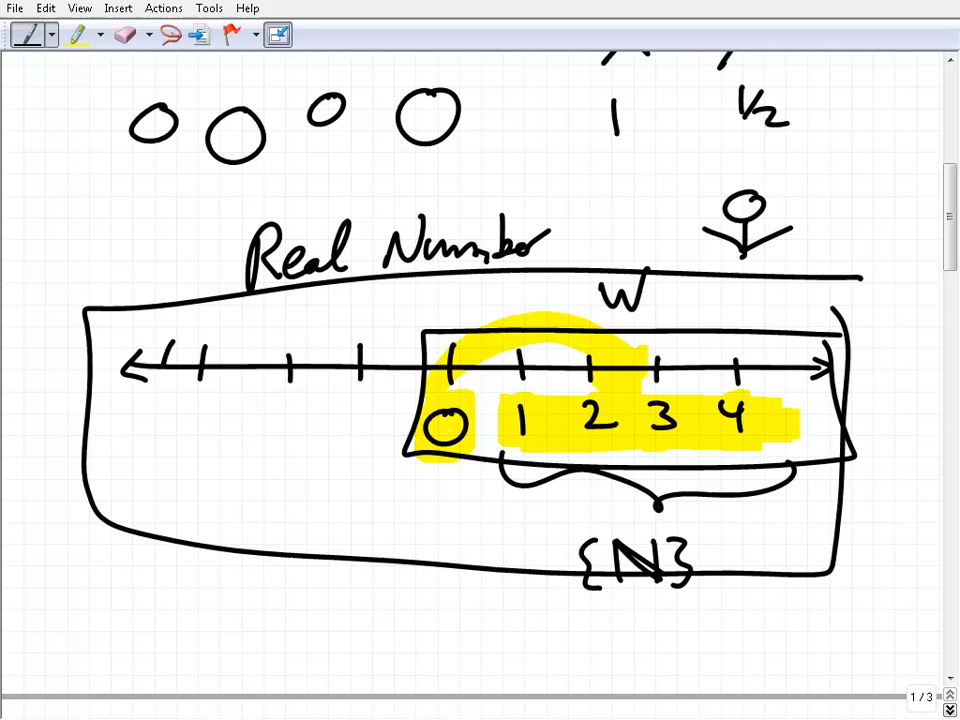 File Edit View Insert Actions Tools Help
1 1/2
Real Number
W
0 1 2 3 4
{N}
1 / 3